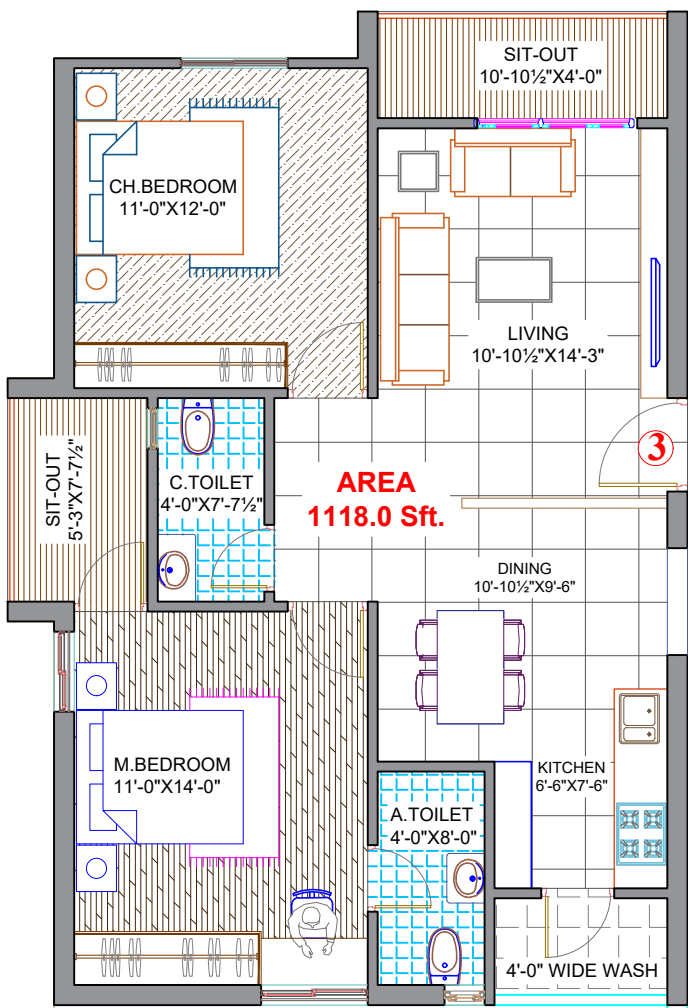 SIT-OUT
10'-10½"X4'-0"
CH.BEDROOM
11'-0"X12'-0"
LIVING
10'-10½"X14'-3"
3
SIT-OUT
5'-3"X7'-7½"
C.TOILET
4'-0"X7'-7½"
AREA
1118.0 Sft.
DINING
10'-10½"X9'-6"
M.BEDROOM
11'-0"X14'-0"
KITCHEN
6'-6"X7'-6"
A.TOILET
4'-0"X8'-0"
4'-0" WIDE WASH